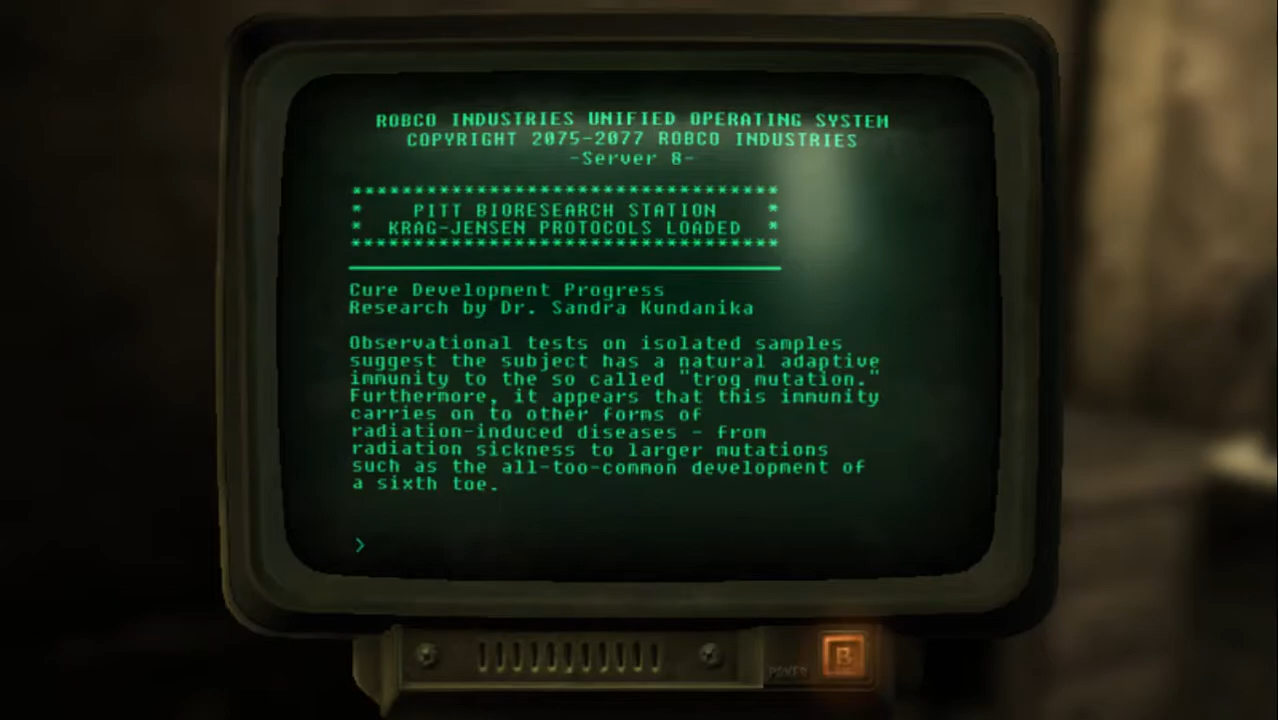 ROBCO INDUSTRIES UNIFIED OPERATING SYSTEM
COPYRIGHT 2075-2077 ROBCO INDUSTRIES
-Server 8-
**********************************
* PITT BIORESEARCH STATION *
* KRAG-JENSEN PROTOCOLS LOADED *
**********************************
Cure Development Progress
Research by Dr. Sandra Kundanika
Observational tests on isolated samples
suggest the subject has a natural adaptive
immunity to the so called "trog mutation."
Furthermore, it appears that this immunity
carries on to other forms of
radiation-induced diseases - from
radiation sickness to larger mutations
such as the all-too-common development of
a sixth toe.
>
POWER B